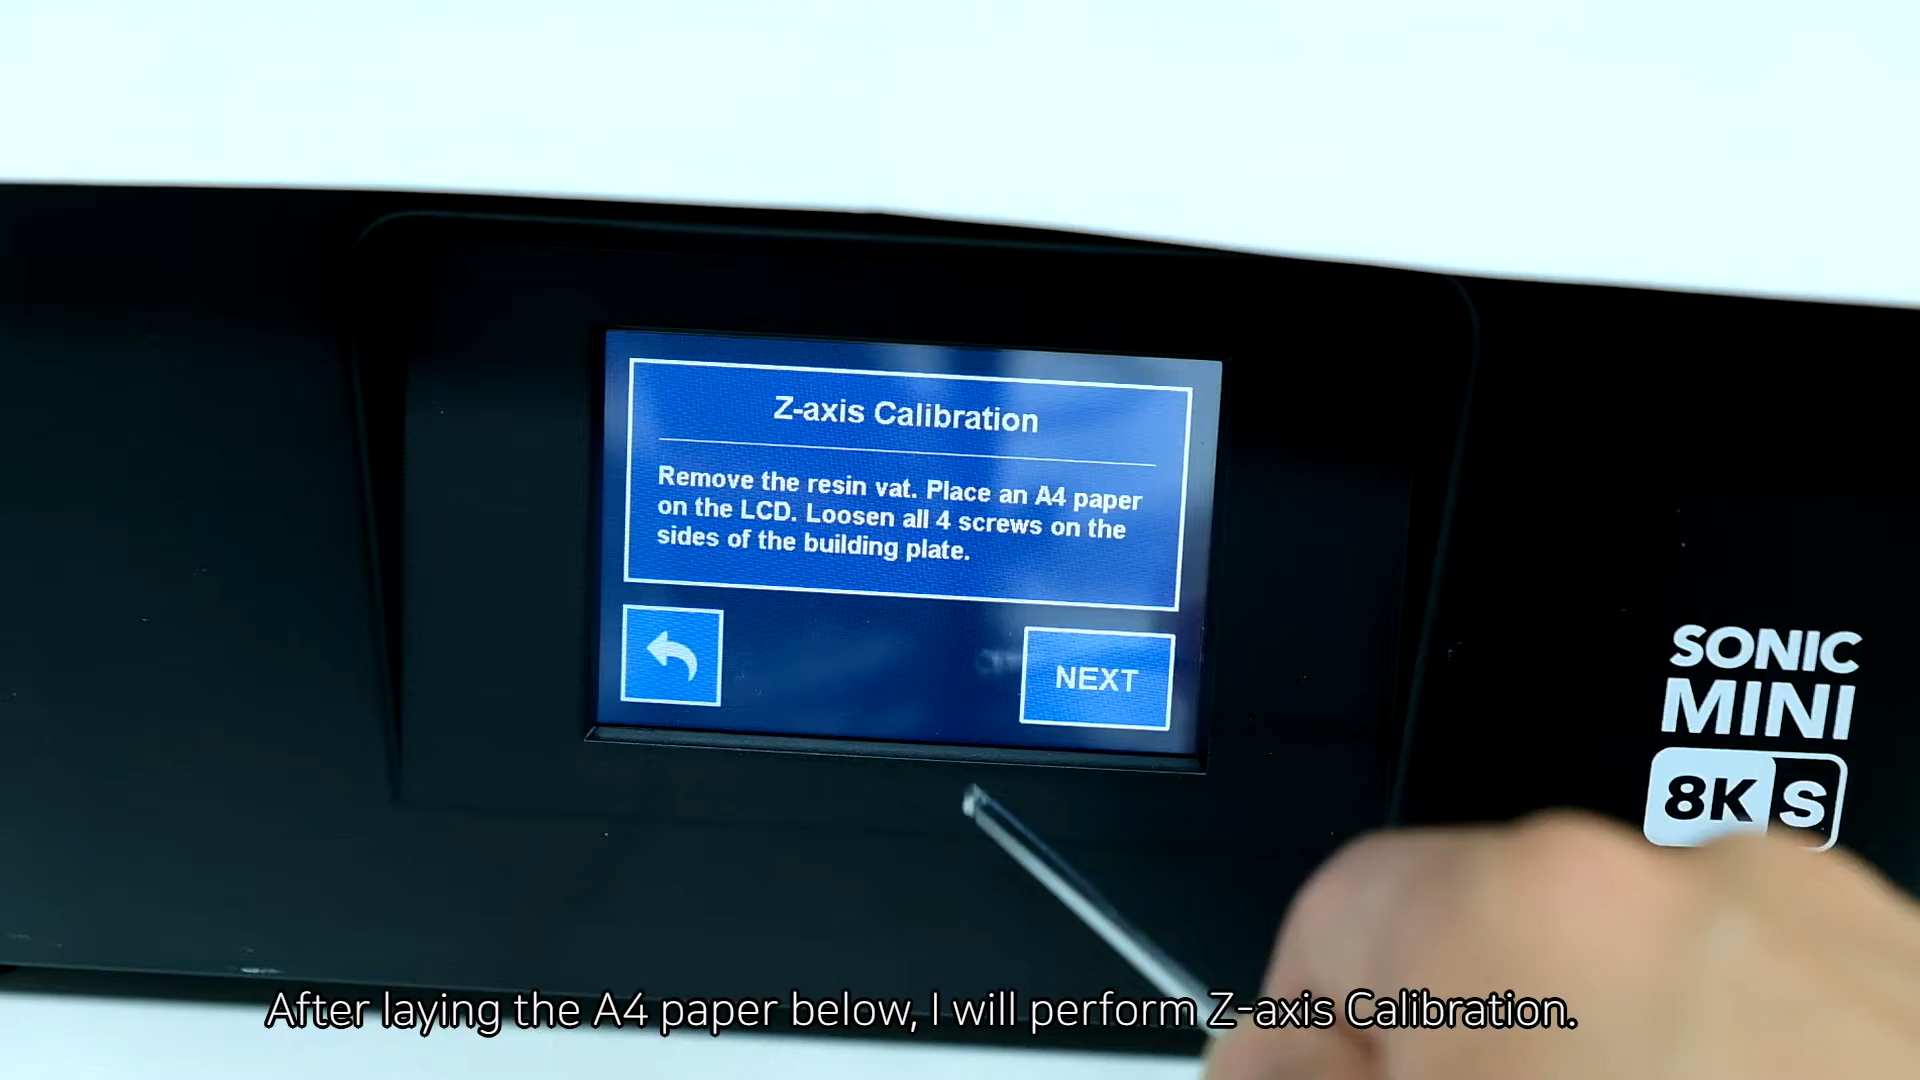 Z-axis Calibration
Remove the resin vat. Place an A4 paper
on the LCD. Loosen all 4 screws on the
sides of the building plate.
NEXT
SONIC
MINI
8K S
After laying the A4 paper below, I will perform Z-axis Calibration.